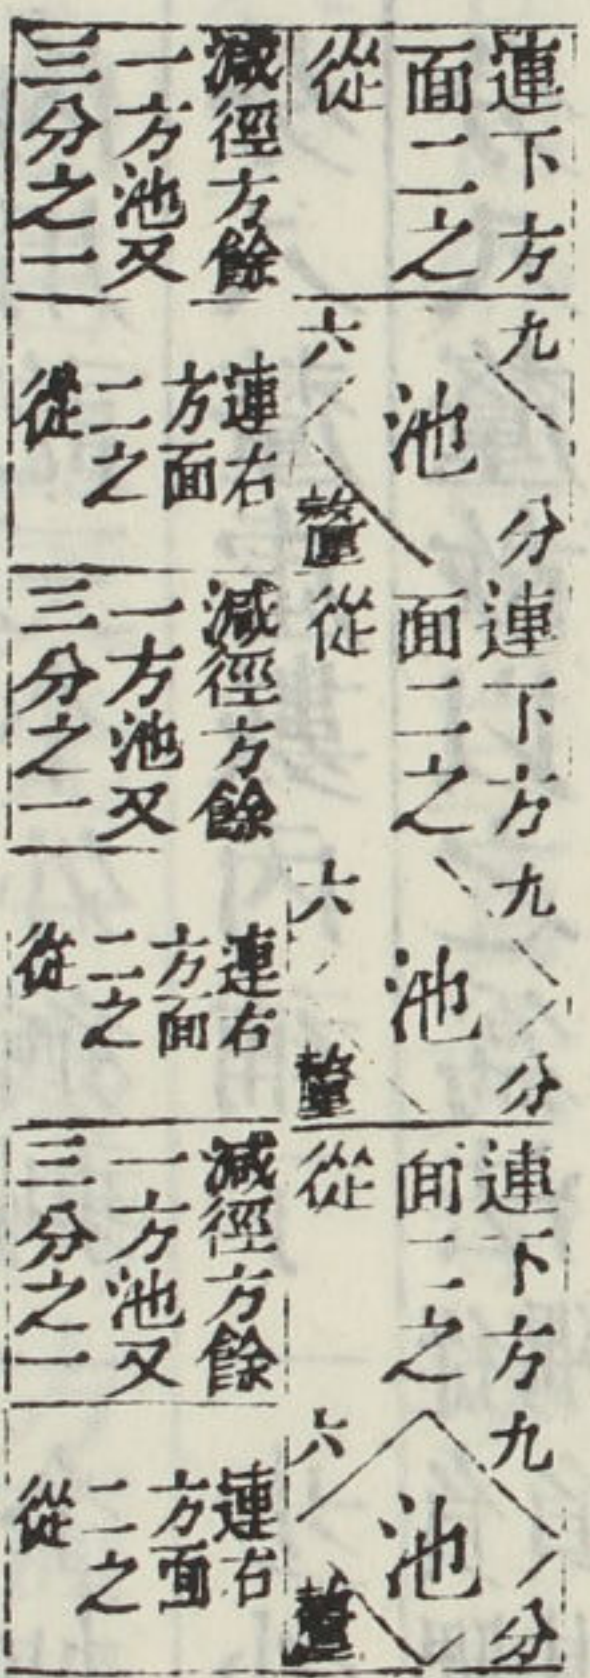 連下方
面二之
從
九分
池
六釐
連下方
面二之
從
九分
池
六釐
連下方
面二之
從
九分
池
六釐
減徑方餘
一方池又
三分之一
連右
方面
二之
從
減徑方餘
一方池又
三分之一
連右
方面
二之
從
減徑方餘
一方池又
三分之一
連右
方面
二之
從